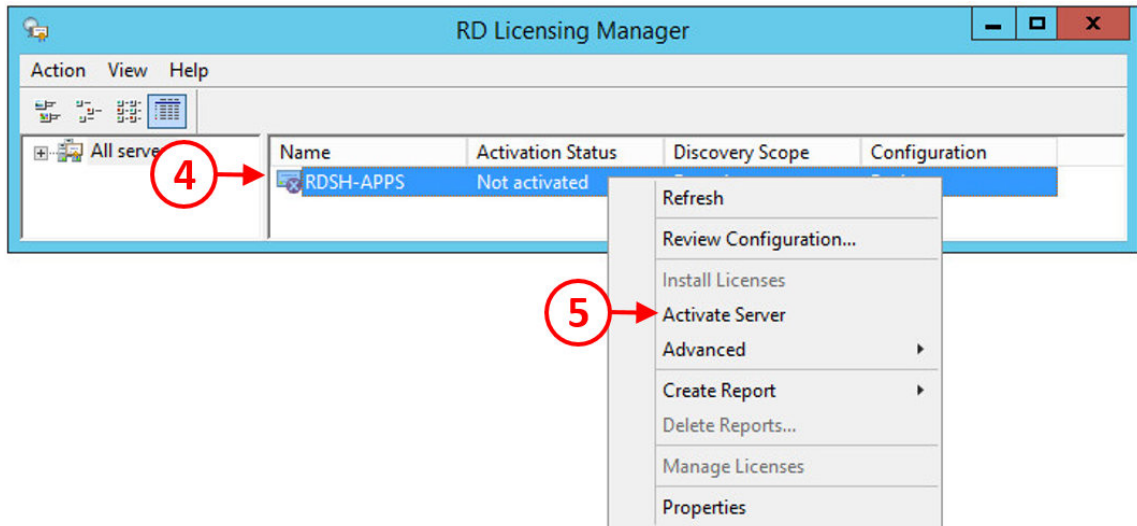 RD Licensing Manager
Action View Help
All serve
Name Activation Status Discovery Scope Configuration
4
RDSH-APPS Not activated
Refresh
Review Configuration...
Install Licenses
5
Activate Server
Advanced
Create Report
Delete Reports...
Manage Licenses
Properties